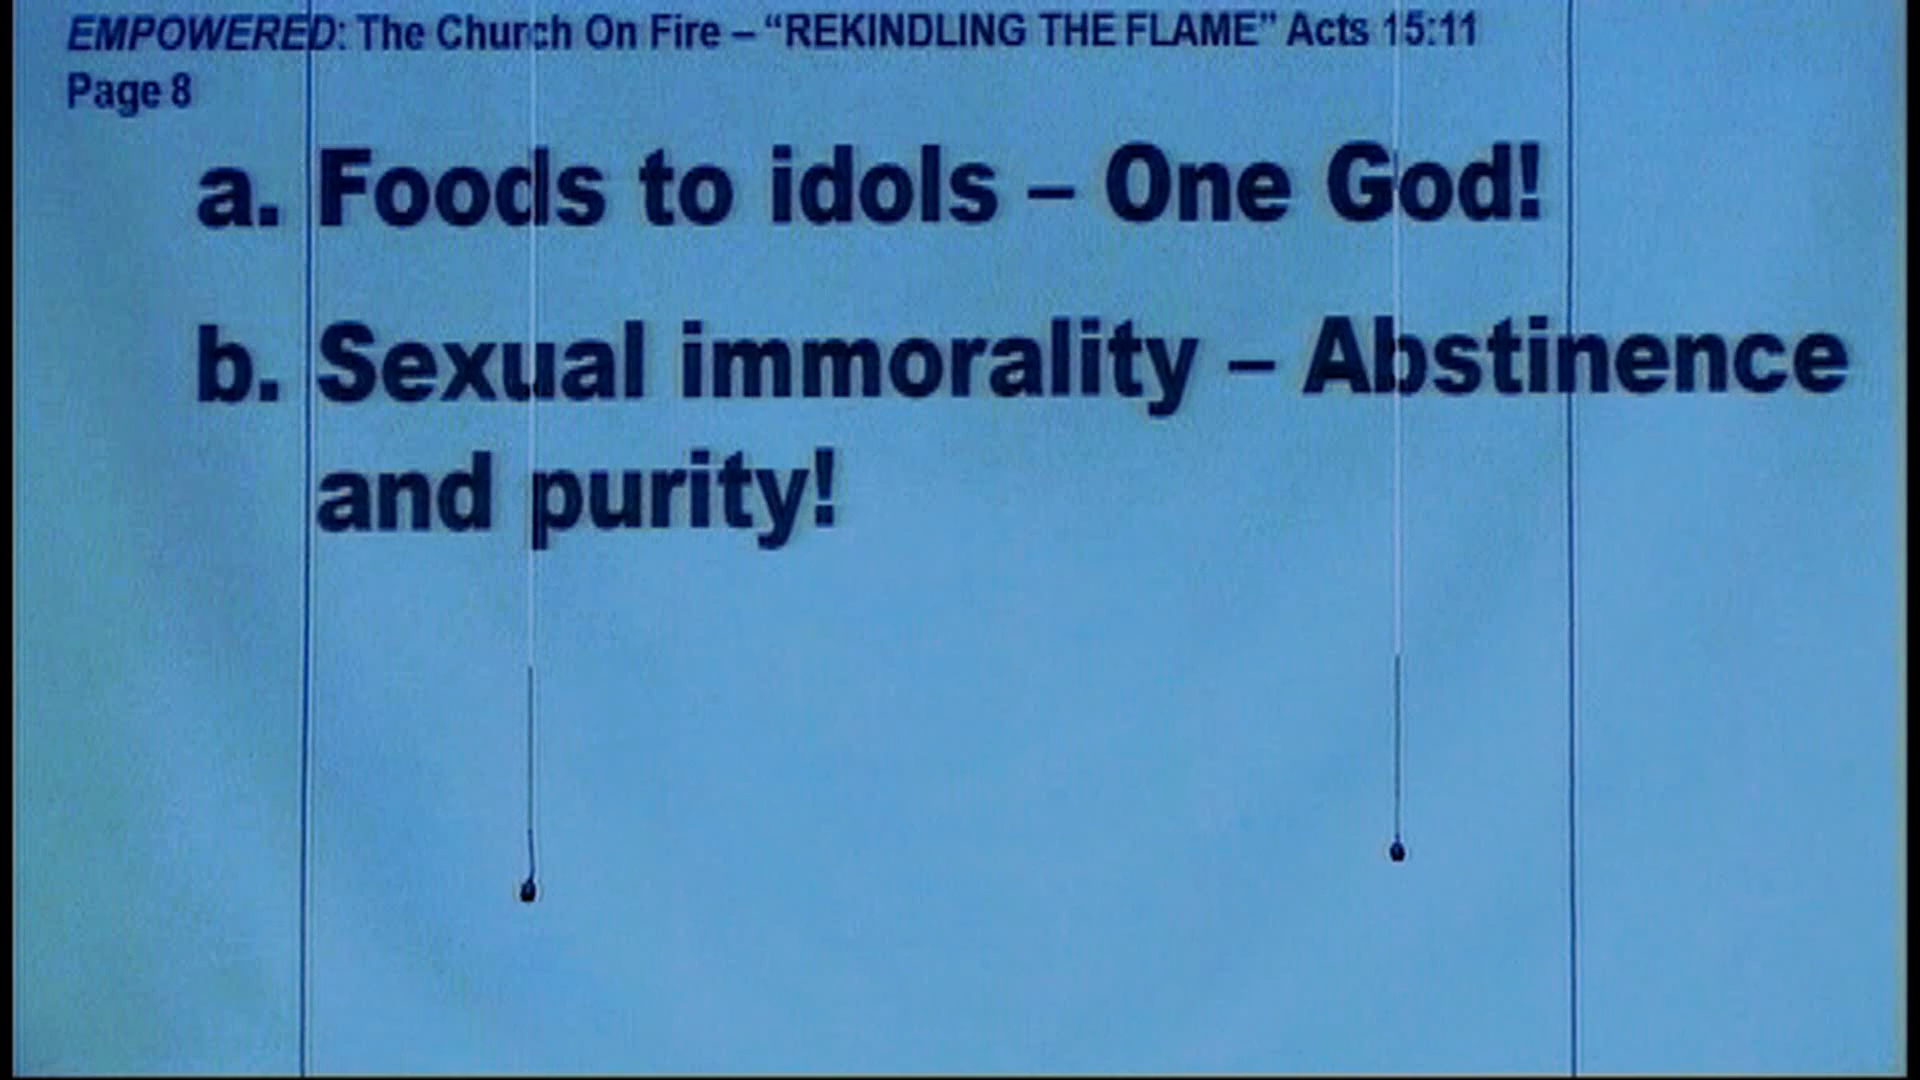 EMPOWERED: The Church On Fire – “REKINDLING THE FLAME” Acts 15:11
Page 8
a. Foods to idols – One God!
b. Sexual immorality – Abstinence
and purity!